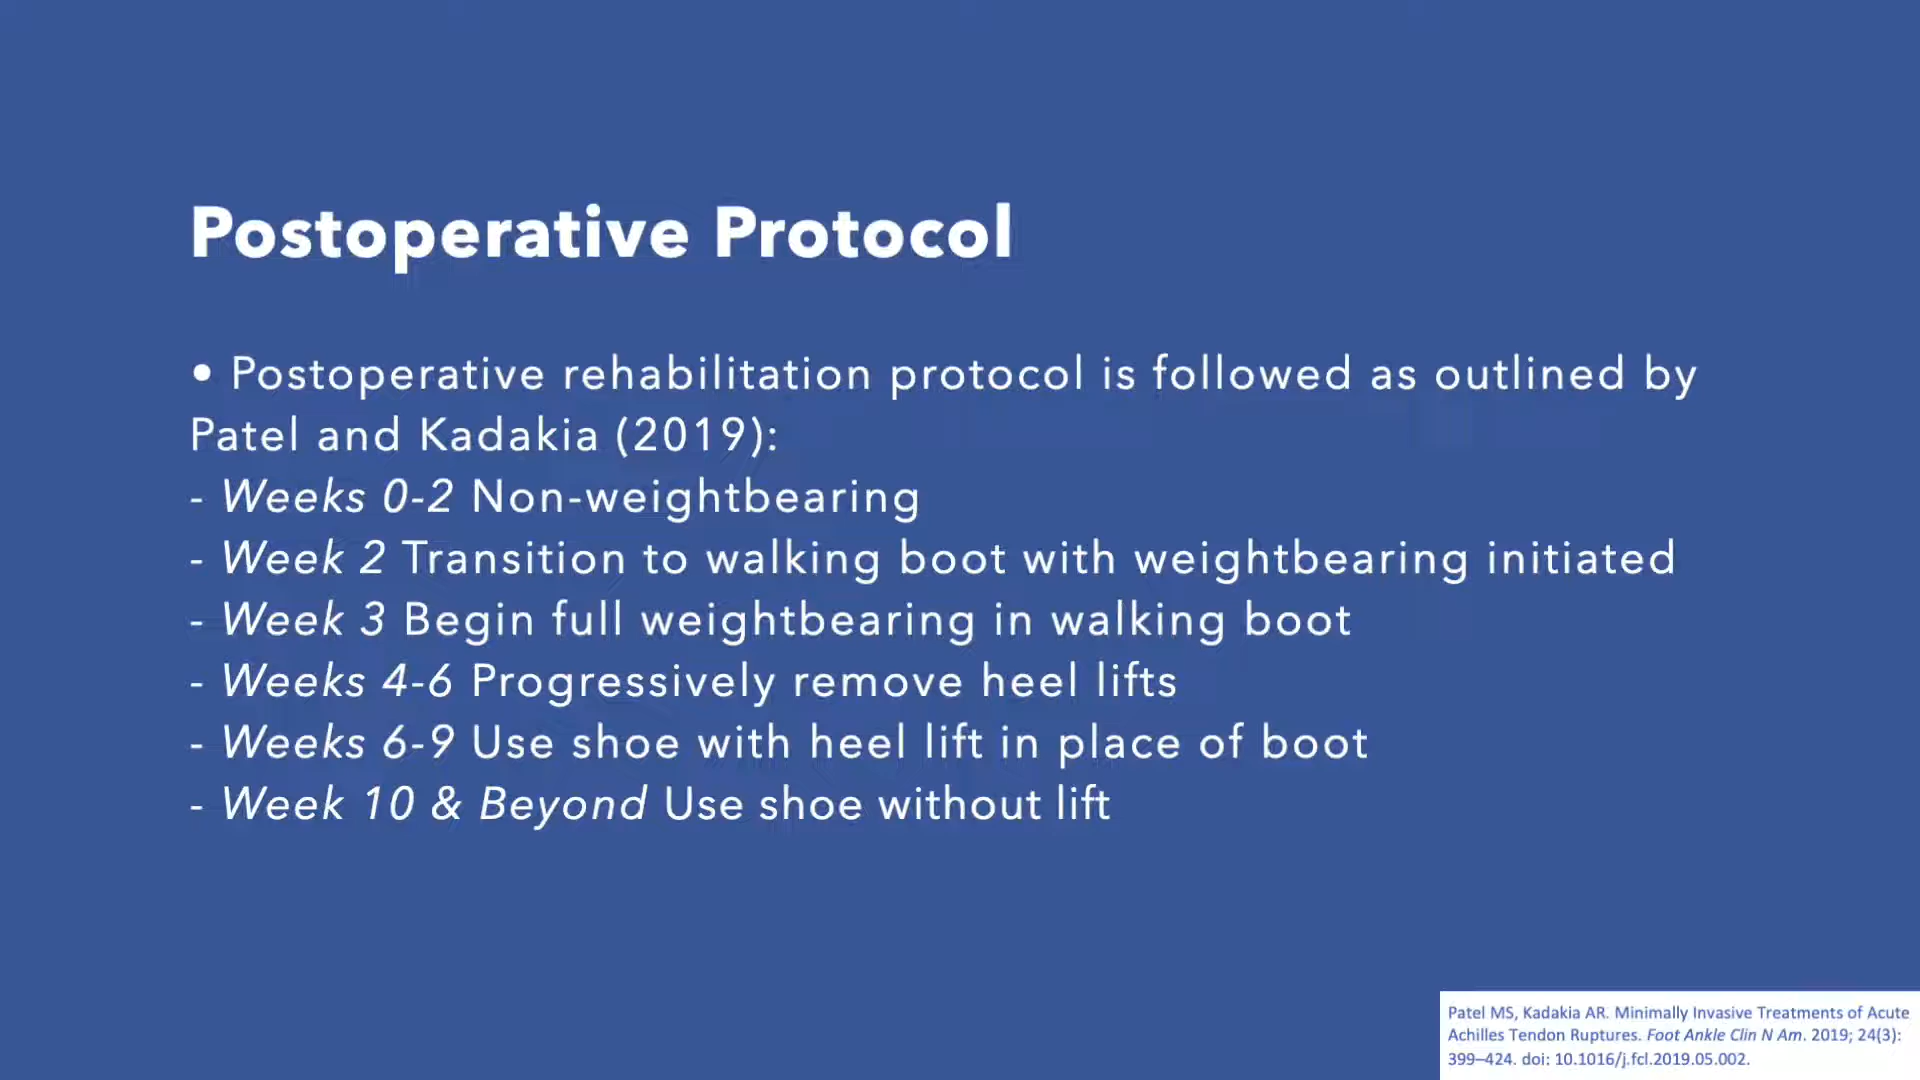 Postoperative Protocol
• Postoperative rehabilitation protocol is followed as outlined by
Patel and Kadakia (2019):
- Weeks 0-2 Non-weightbearing
- Week 2 Transition to walking boot with weightbearing initiated
- Week 3 Begin full weightbearing in walking boot
- Weeks 4-6 Progressively remove heel lifts
- Weeks 6-9 Use shoe with heel lift in place of boot
- Week 10 & Beyond Use shoe without lift
Patel MS, Kadakia AR. Minimally Invasive Treatments of Acute
Achilles Tendon Ruptures. Foot Ankle Clin N Am. 2019; 24(3):
399–424. doi: 10.1016/j.fcl.2019.05.002.